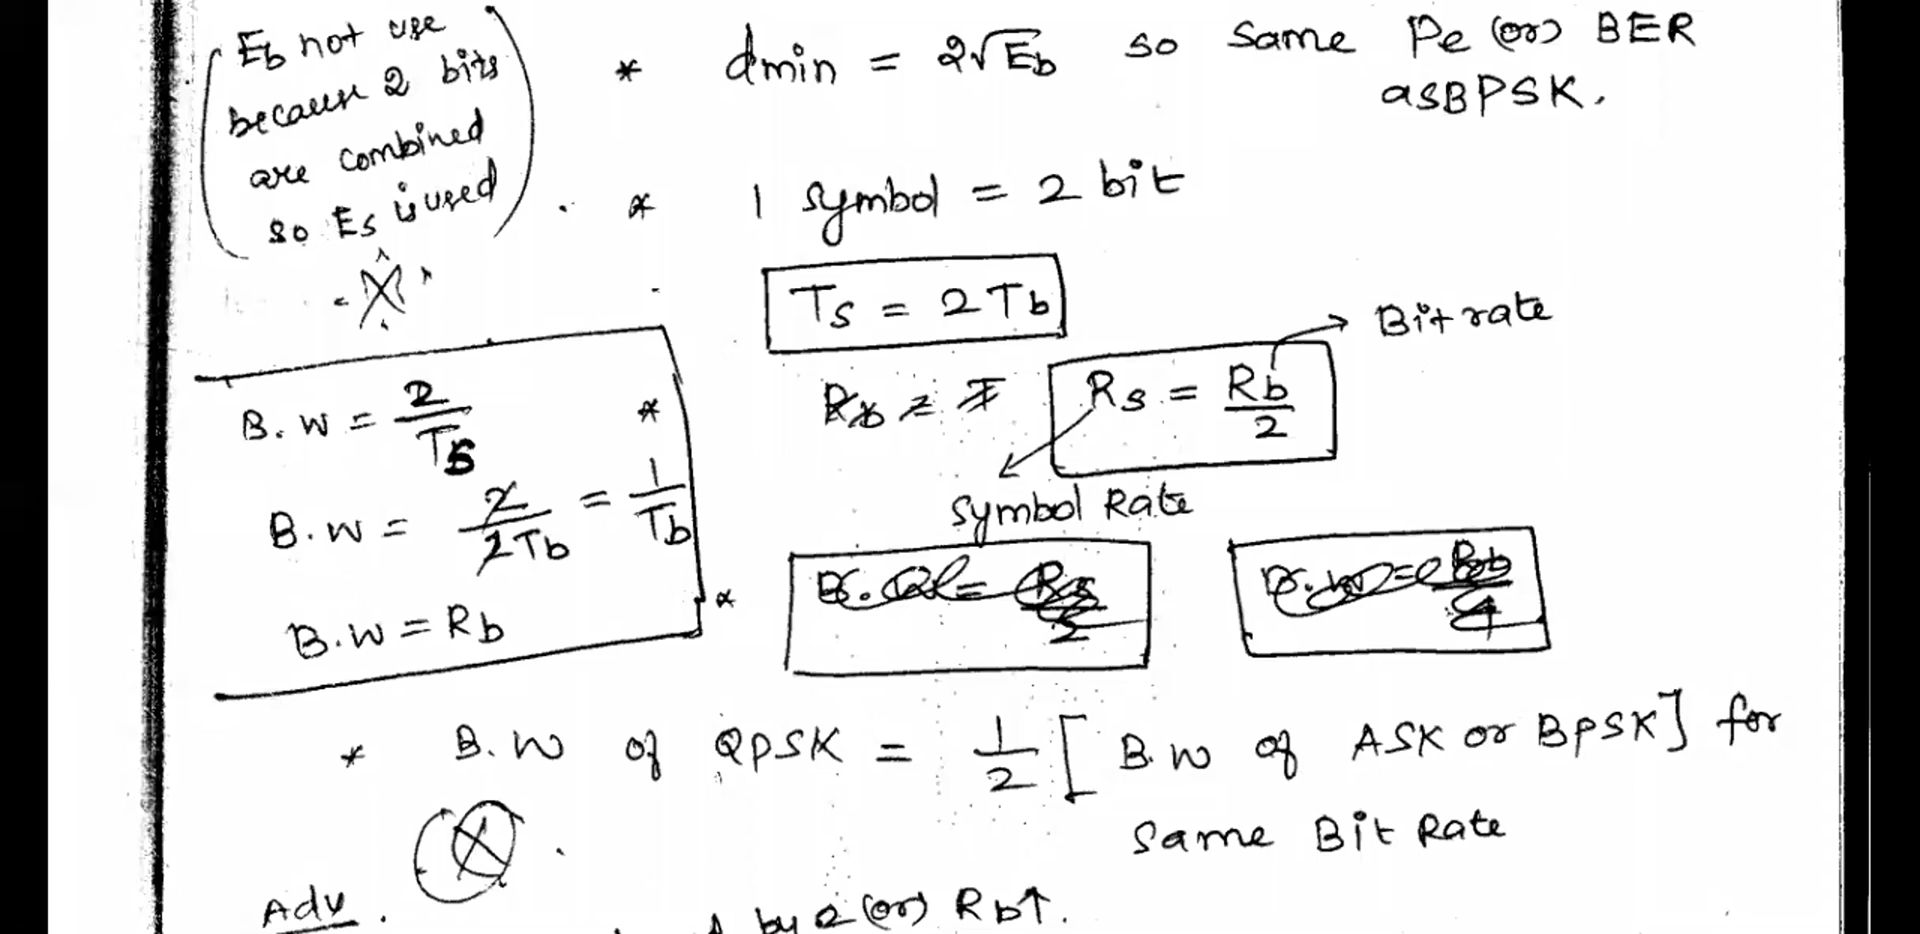 Eb not use
because 2 bits
are combined
so Es is used
* dmin = 2√Eb so same Pe (or) BER
as BPSK.
* 1 symbol = 2 bit
Ts = 2Tb
Rs = Rb/2
Bit rate
Symbol Rate
B.W = 2/Ts
B.W = 2/2Tb = 1/Tb
B.W = Rb
* B.W of QPSK = 1/2 [B.W of ASK or BPSK] for
same Bit Rate
Adv.
by 2 (or) Rb↑.